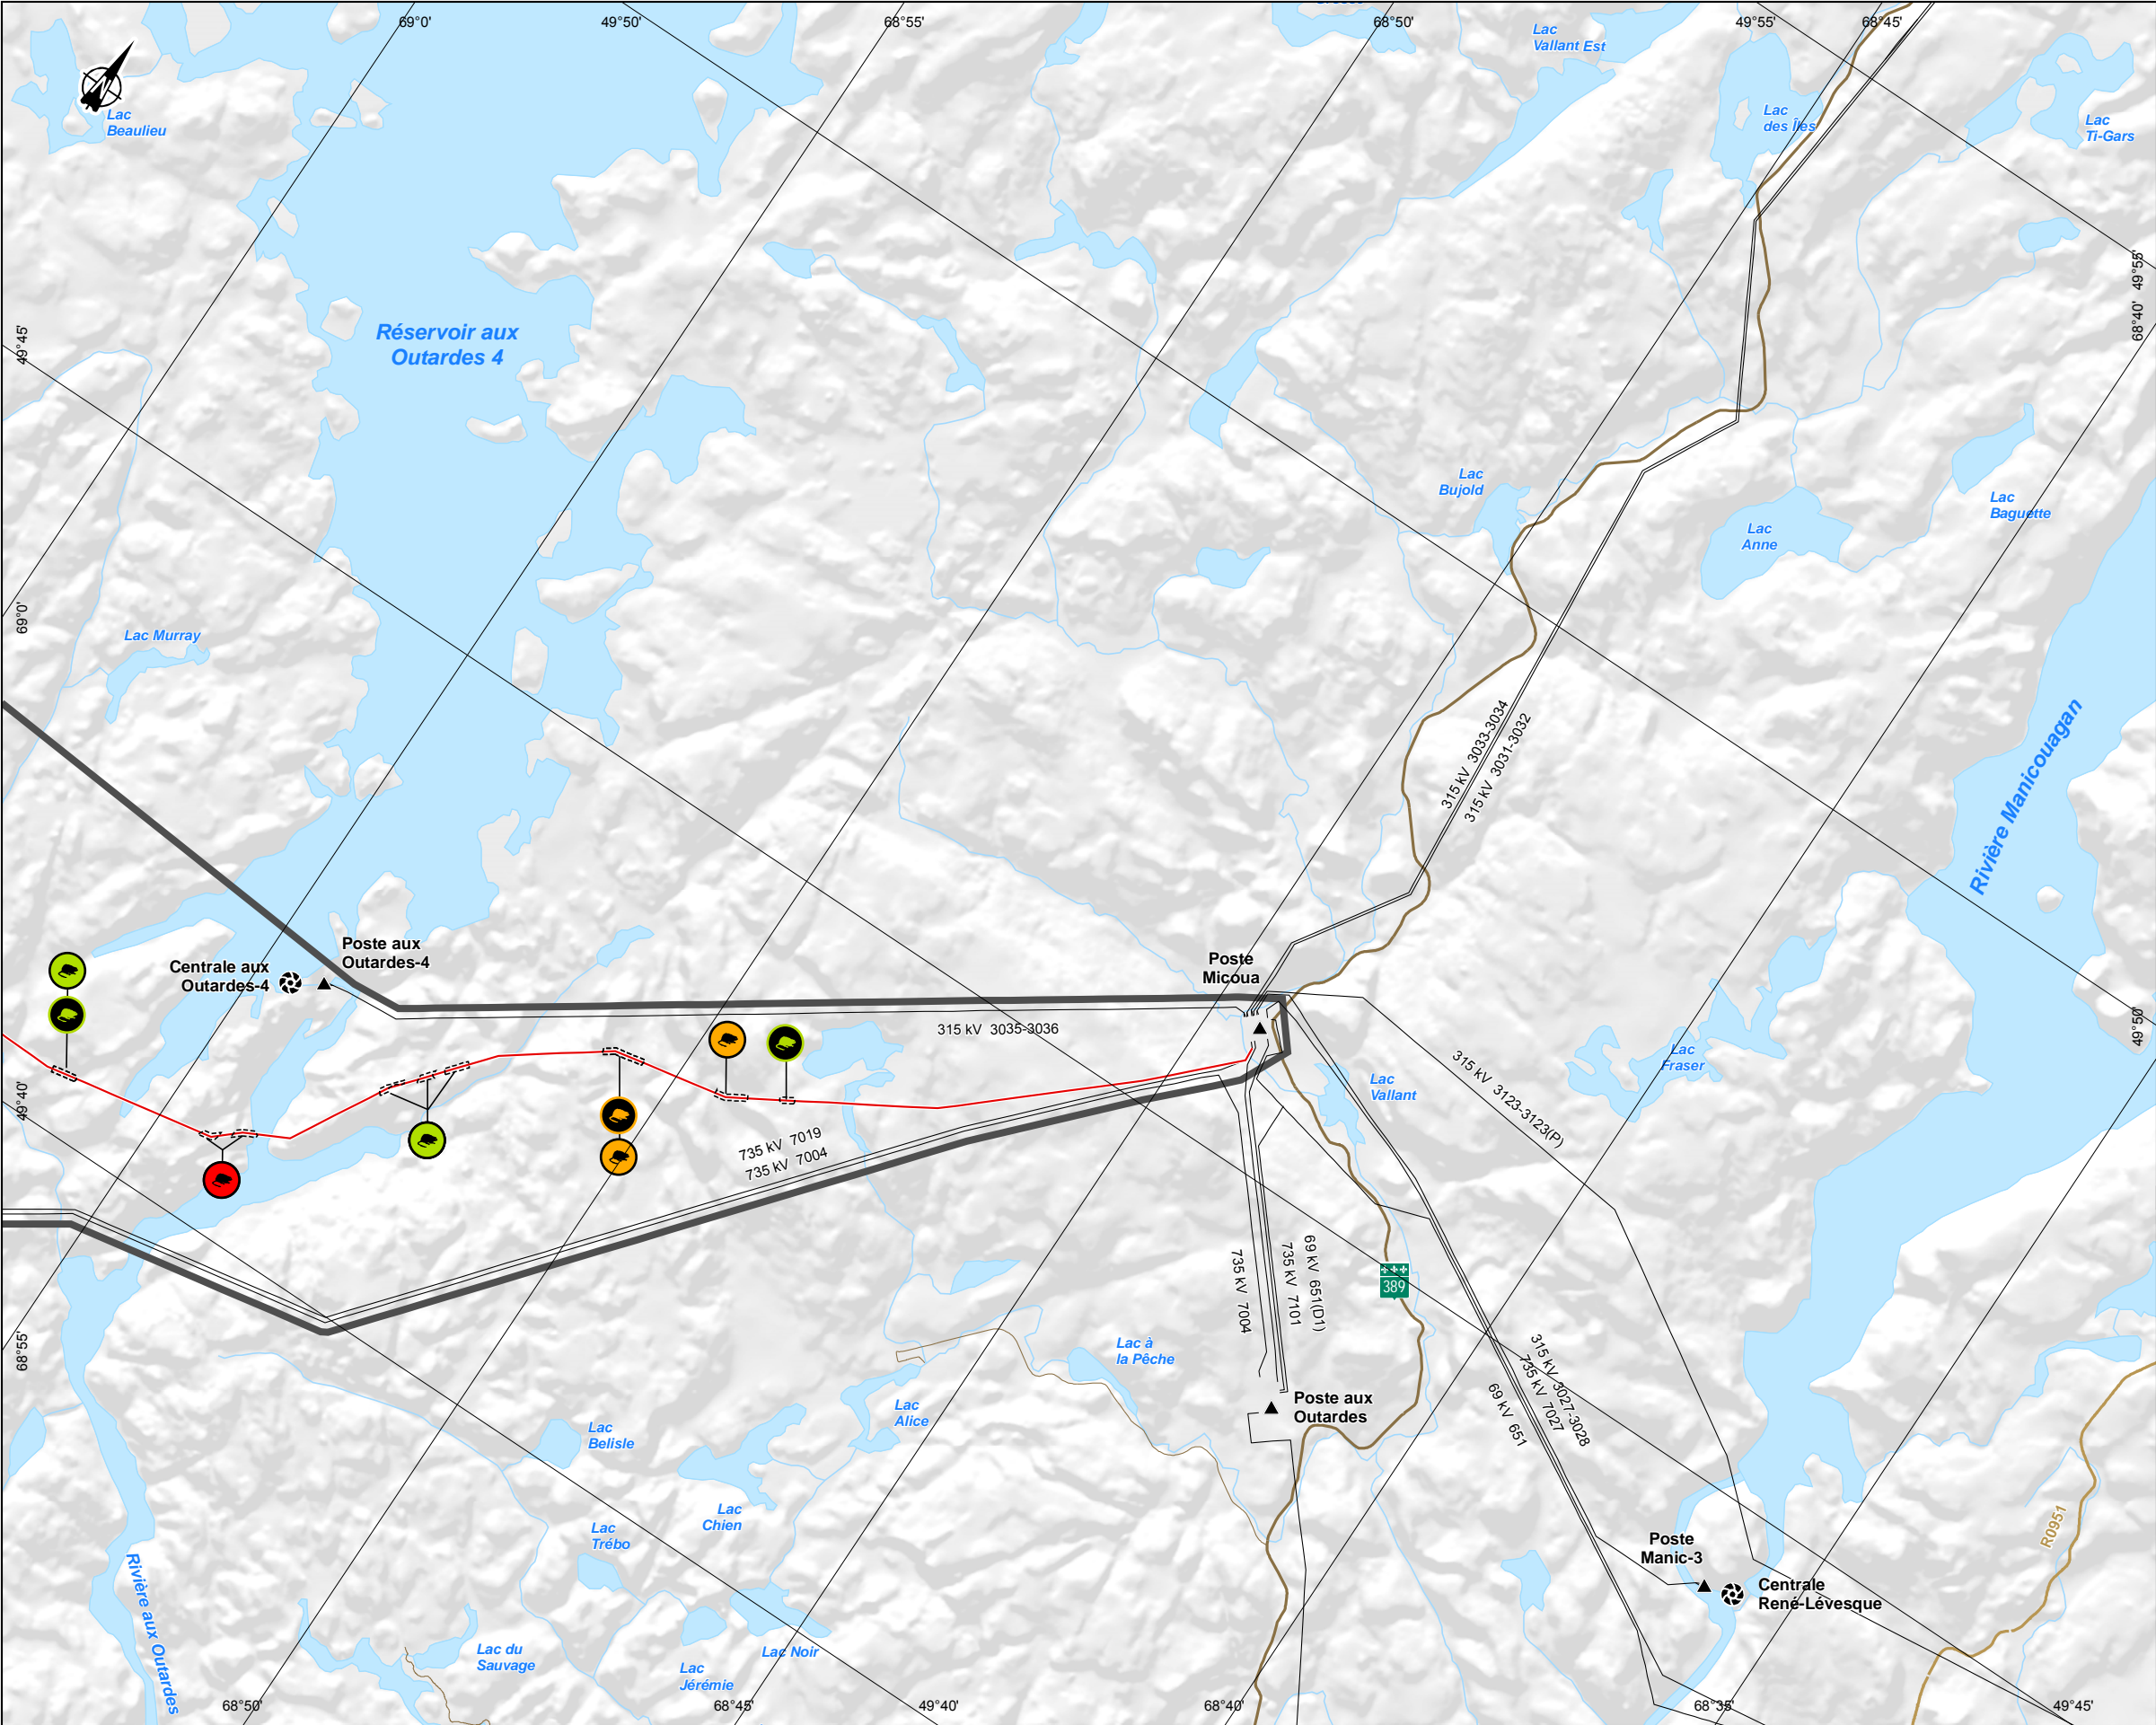 69°0'
49°50'
68°55'
68°50'
49°55'
68°45'
Lac
Vallant Est
Lac
Beaulieu
Lac
des Îles
Lac
Ti-Gars
49°55'
68°40'
49°45'
Réservoir aux
Outardes 4
Lac
Bujold
Lac
Anne
Lac
Baguette
69°0'
Lac Murray
315 kV 3033-3034
315 kV 3031-3032
Rivière Manicouagan
Poste aux
Outardes-4
Centrale aux
Outardes-4
Poste
Micoua
315 kV 3035-3036
49°50'
49°40'
Lac
Vallant
Lac
Fraser
315 kV 3123-3123(P)
735 kV 7019
735 kV 7004
735 kV 7004
735 kV 7101
69 kV 651(D1)
389
68°55'
Lac à
la Pêche
315 kV 3027-3028
735 kV 7027
69 kV 651
Poste aux
Outardes
Lac
Alice
Lac
Belisle
Lac
Chien
Lac
Trébo
R0951
Poste
Manic-3
Centrale
René-Lévesque
Rivière aux Outardes
Lac du
Sauvage
Lac Noir
Lac
Jérémie
68°50'
68°45'
49°40'
68°40'
68°35'
49°45'